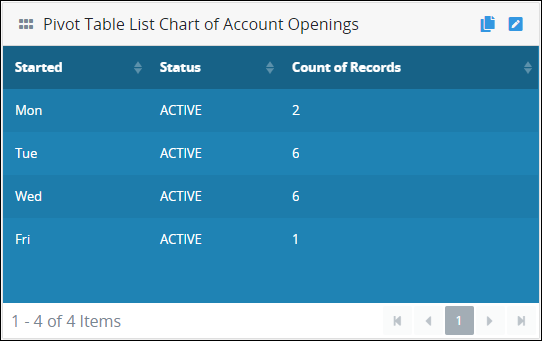 Pivot Table List Chart of Account Openings
Started Status Count of Records
Mon ACTIVE 2
Tue ACTIVE 6
Wed ACTIVE 6
Fri ACTIVE 1
1 - 4 of 4 Items 1